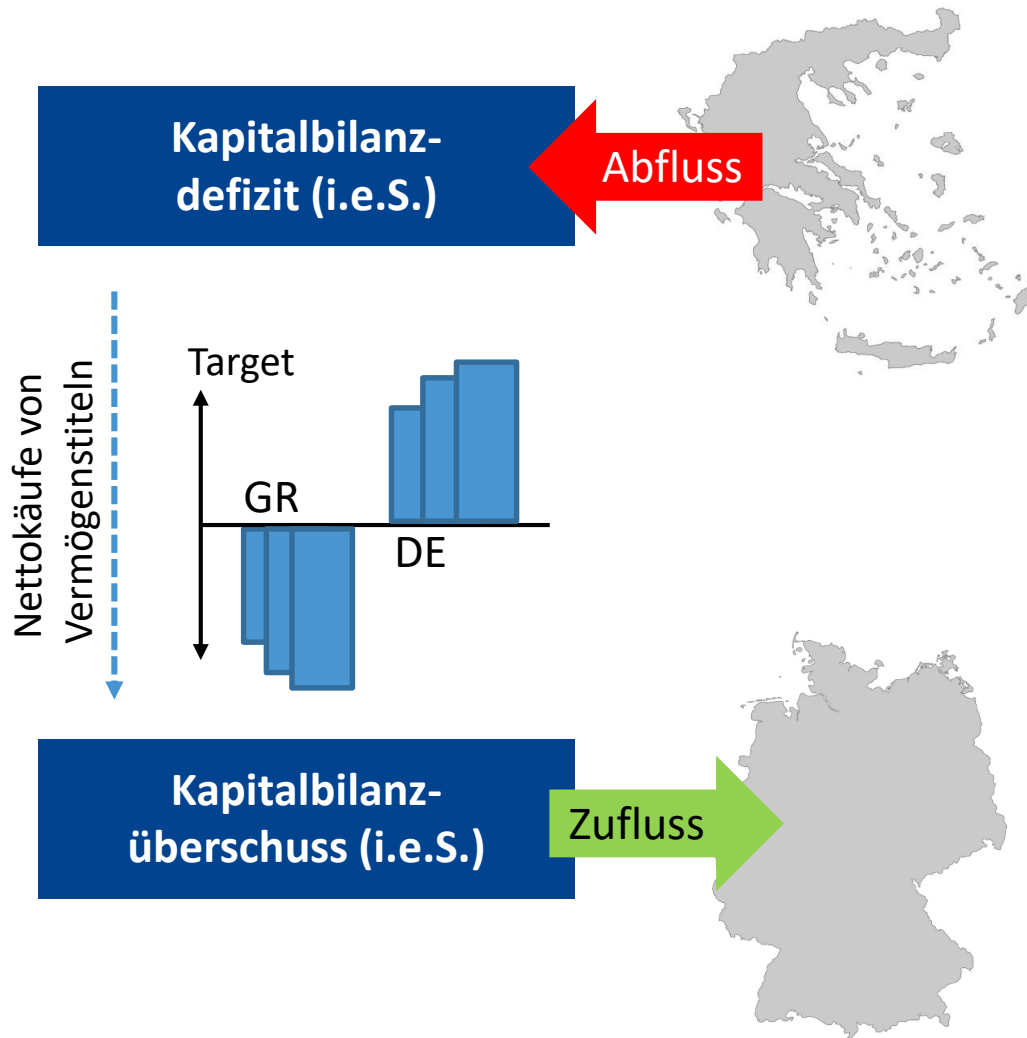 Kapitalbilanz-
defizit (i.e.S.)
Abfluss
Nettokäufe von
Vermögenstiteln
Target
GR
DE
Kapitalbilanz-
überschuss (i.e.S.)
Zufluss